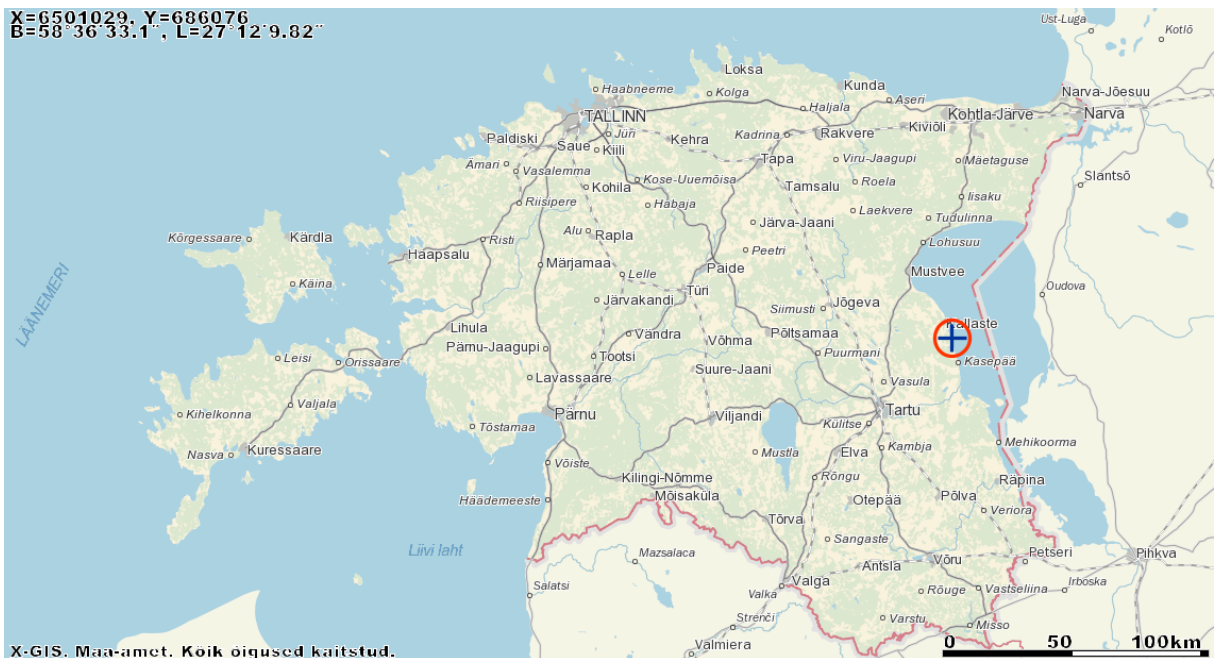 X=6501029, Y=686076
B=58°36'33.1", L=27°12'9.82"
Ust-Luga
Kotlõ
Loksa
Haabneeme
Kolga
Kunda
Aseri
Haljala
Narva-Jõesuu
Narva
TALLINN
Kohtla-Järve
Kiviõli
Rakvere
Kadrina
Paldiski
Jüri
Saue
Kiili
Kehra
Tapa
Viru-Jaagupi
Mäetaguse
Slantsõ
Ämari
Vasalemma
Kohila
Kose-Uuemõisa
Tamsalu
Roela
Iisaku
Riisipere
Habaja
Järva-Jaani
Laekvere
Tudulinna
Kõrgessaare
Kärdla
Risti
Alu
Rapla
Peetri
Lohusuu
Haapsalu
Märjamaa
Lelle
Paide
Mustvee
Käina
Türi
Oudova
LÄÄNEMERI
Järvakandi
Siimusti
Jõgeva
Lihula
Vändra
Võhma
Põltsamaa
Kallaste
Pärnu-Jaagupi
Leisi
Orissaare
Tootsi
Puurmani
Kasepää
Lavassaare
Suure-Jaani
Vasula
Kihelkonna
Valjala
Pärnu
Viljandi
Tartu
Tõstamaa
Külitse
Nasva
Kuressaare
Mustla
Elva
Kambja
Mehikoorma
Võiste
Kilingi-Nõmme
Rõngu
Räpina
Häädemeeste
Mõisaküla
Otepää
Põlva
Veriora
Tõrva
Liivi laht
Sangaste
Mazsalaca
Antsla
Võru
Petseri
Pihkva
Salatsi
Valga
Valka
Rõuge
Vastseliina
Irboska
Strenči
Varstu
Misso
Valmiera
0 50 100km
X-GIS. Maa-amet. Kõik õigused kaitstud.